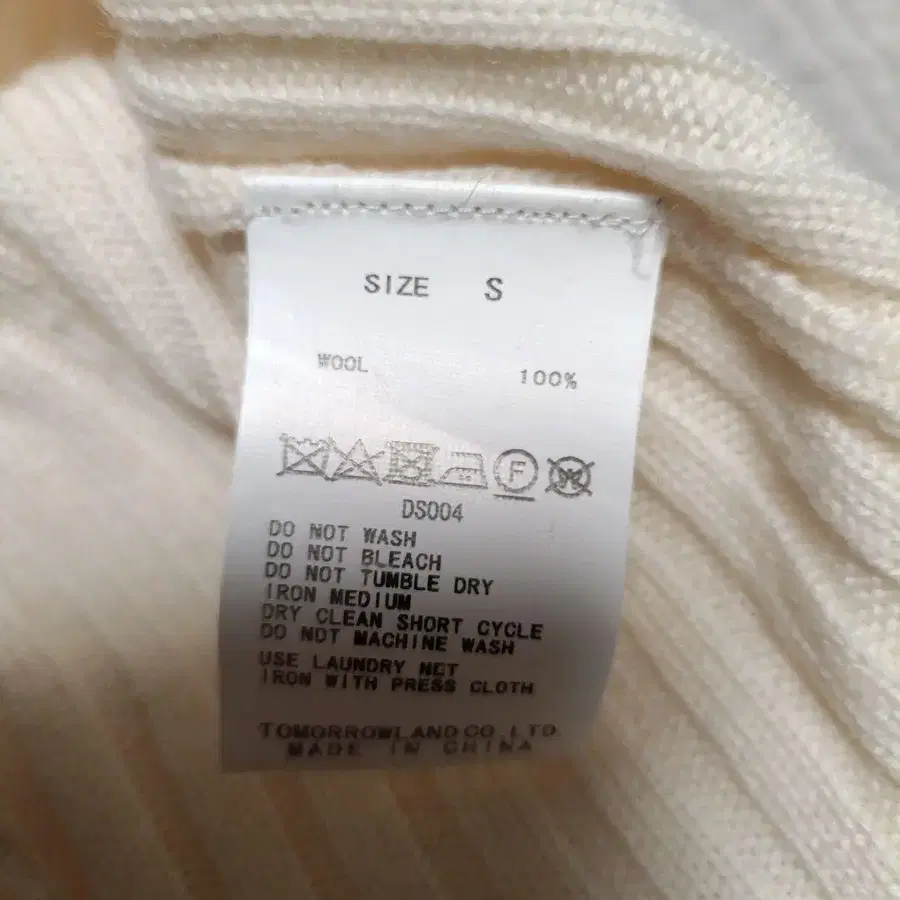 SIZE S
WOOL 100%
F W
DS004
DO NOT WASH
DO NOT BLEACH
DO NOT TUMBLE DRY
IRON MEDIUM
DRY CLEAN SHORT CYCLE
DO NOT MACHINE WASH
USE LAUNDRY NET
IRON WITH PRESS CLOTH
TOMORROWLAND CO.,LTD.
MADE IN CHINA